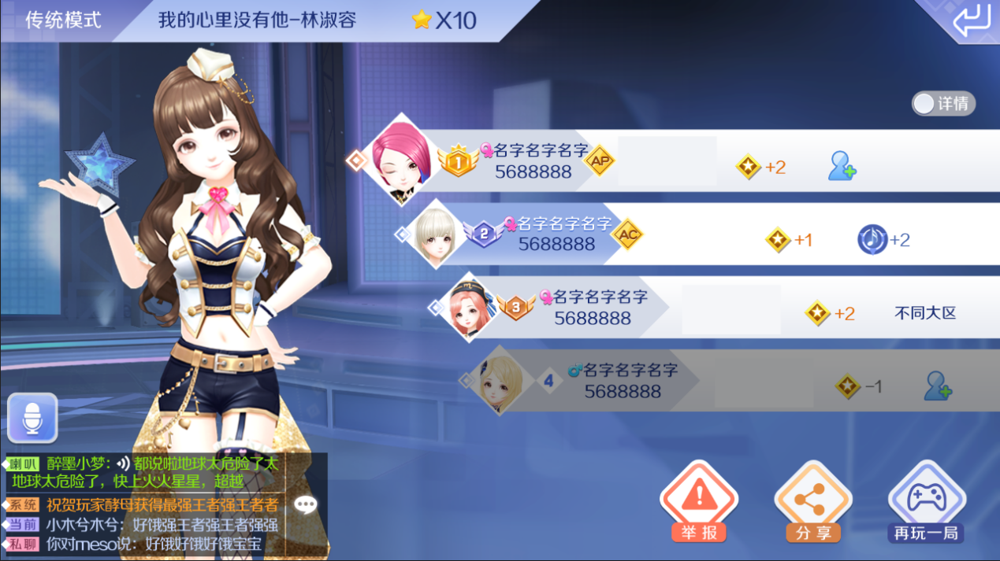 传统模式
我的心里没有他-林淑容
X10
详情
1
名字名字名字
5688888
AP
+2
2
名字名字名字
5688888
AC
+1
+2
3
名字名字名字
5688888
+2
不同大区
4
名字名字名字
5688888
-1
喇叭 醉墨小梦: 都说啦地球太危险了太
地球太危险了，快上火火星星，超越
系统 祝贺玩家酵母获得最强王者强王者者
当前 小木兮木兮: 好饿强王者强王者强强
私聊 你对meso说: 好饿好饿好饿宝宝
举报
分享
再玩一局